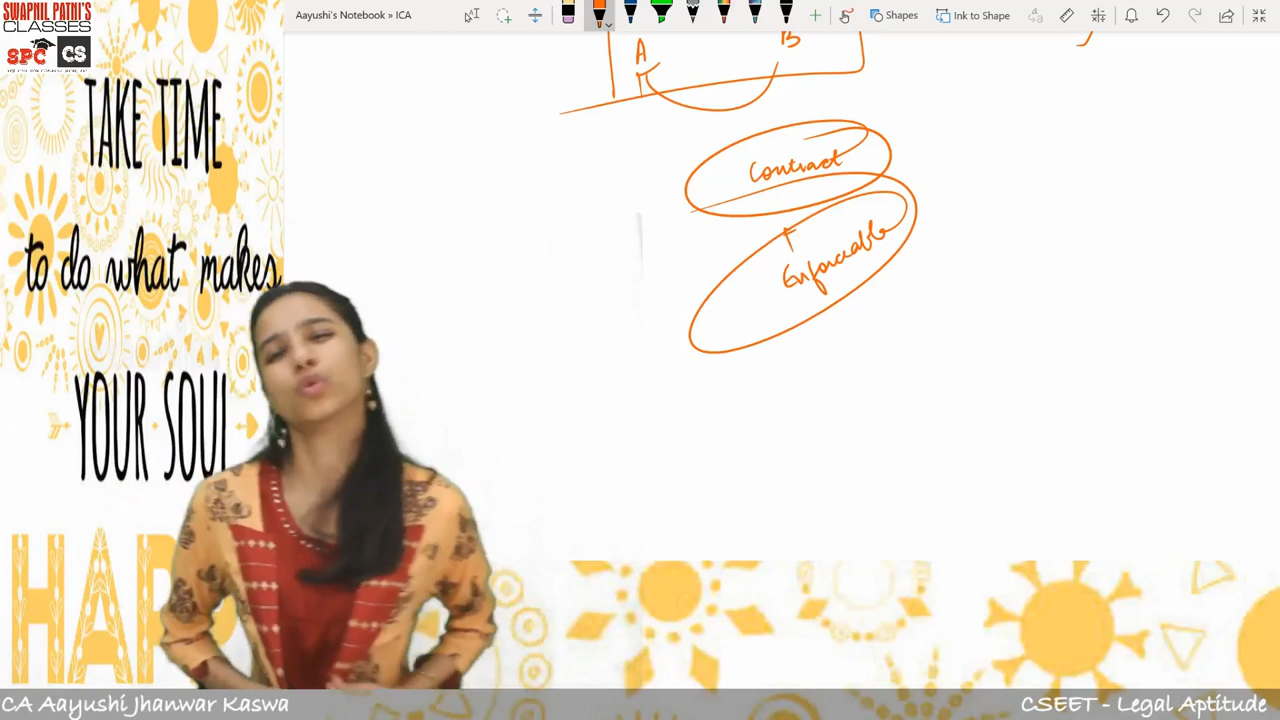 SWAPNIL PATNI'S
CLASSES
SPC CS
Aayushi's Notebook » ICA
Shapes
Ink to Shape
A
B
Contract
Enforceable
TAKE TIME
to do what makes
YOUR SOUL
HAP
CA Aayushi Jhanwar Kaswa
CSEET - Legal Aptitude